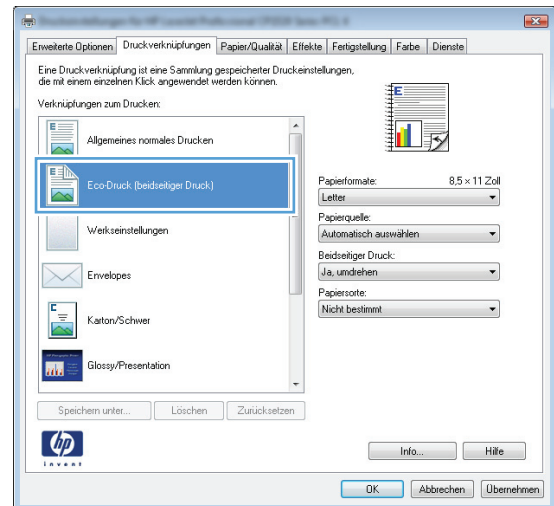 Erweiterte Optionen Druckverknüpfungen Papier/Qualität Effekte Fertigstellung Farbe Dienste
Eine Druckverknüpfung ist eine Sammlung gespeicherter Druckeinstellungen,
die mit einem einzelnen Klick angewendet werden können.
Verknüpfungen zum Drucken:
Allgemeines normales Drucken
Eco-Druck (beidseitiger Druck)
Werkseinstellungen
Envelopes
Karton/Schwer
Glossy/Presentation
Papierformate: 8,5 × 11 Zoll
Letter
Papierquelle:
Automatisch auswählen
Beidseitiger Druck:
Ja, umdrehen
Papiersorte:
Nicht bestimmt
Speichern unter... Löschen Zurücksetzen
hp
invent
Info... Hilfe
OK Abbrechen Übernehmen